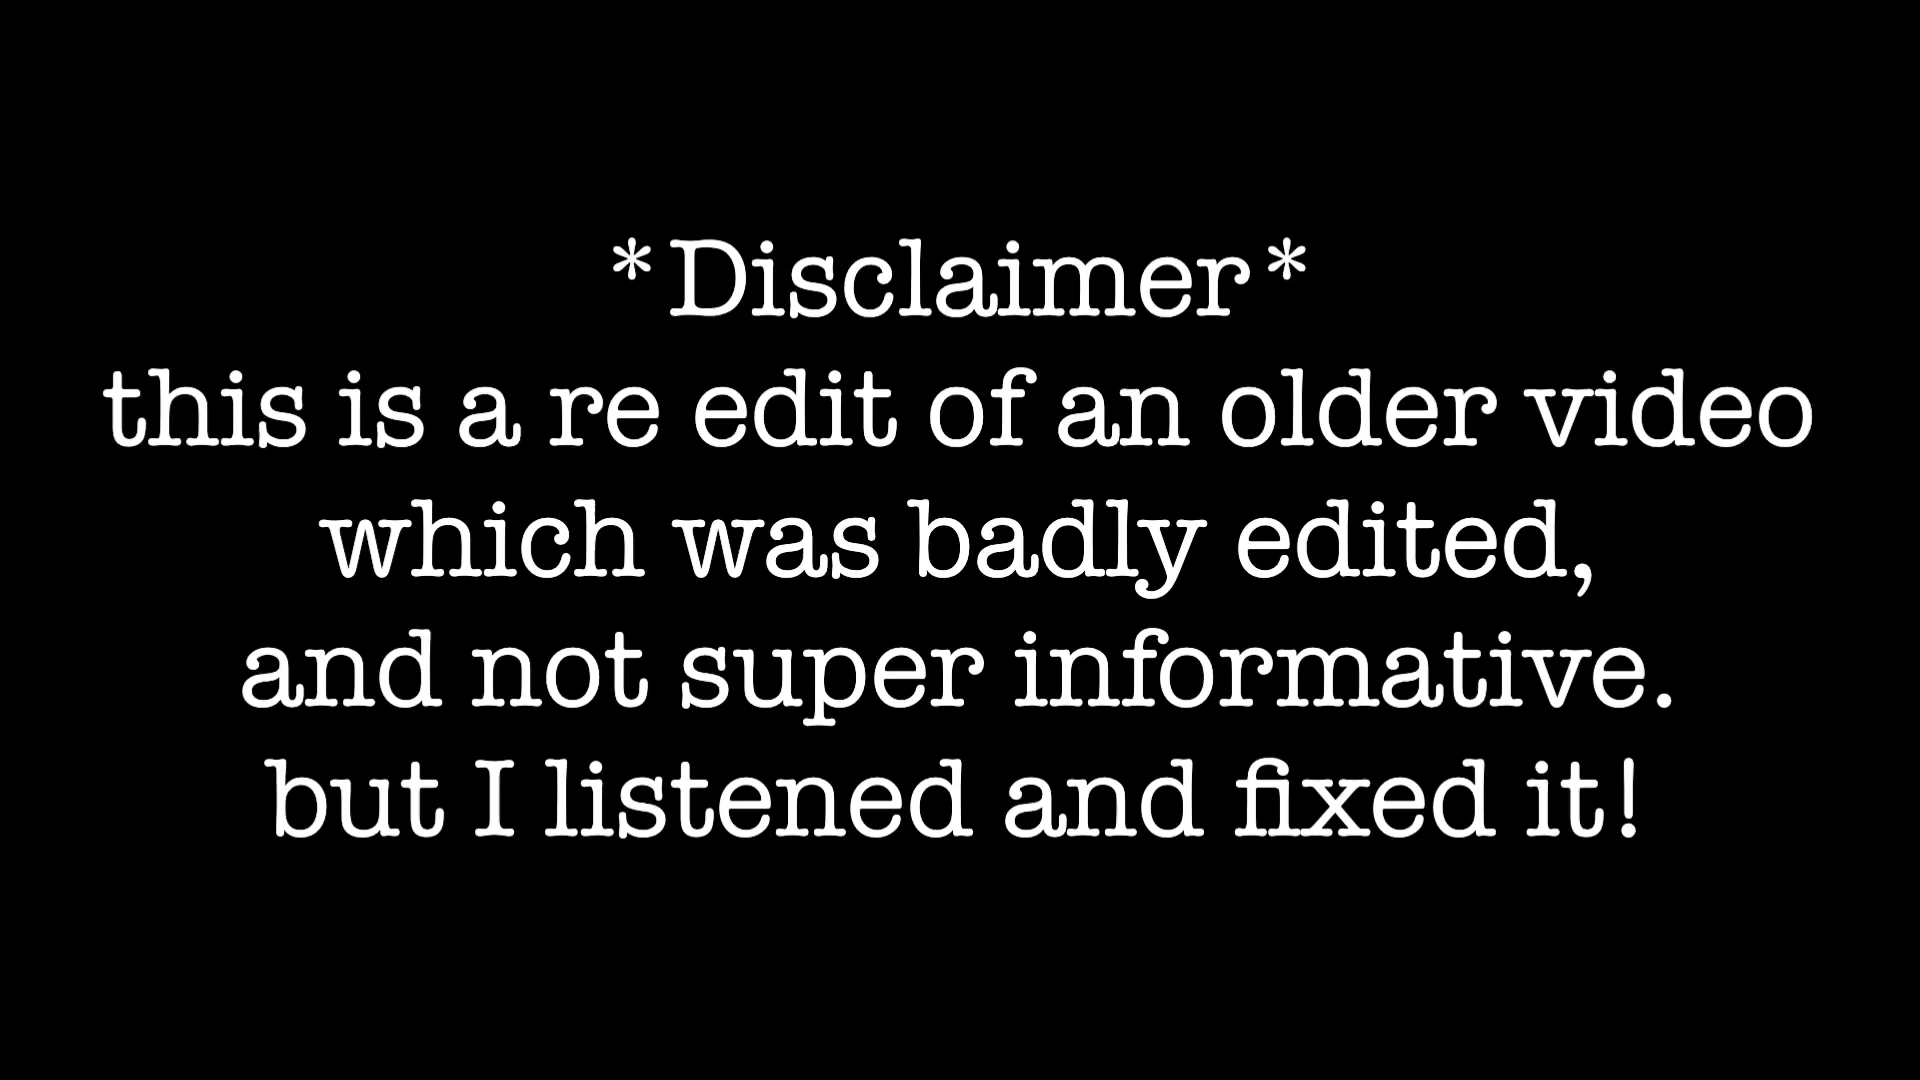 *Disclaimer*
this is a re edit of an older video
which was badly edited,
and not super informative.
but I listened and fixed it!